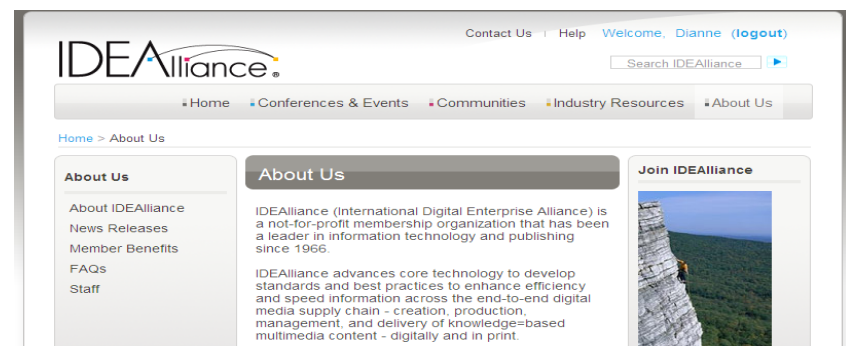 Contact Us Help Welcome, Dianne (logout)
IDEAlliance®
Search IDEAlliance
Home Conferences & Events Communities Industry Resources About Us
Home > About Us
About Us
About IDEAlliance
News Releases
Member Benefits
FAQs
Staff
About Us
IDEAlliance (International Digital Enterprise Alliance) is
a not-for-profit membership organization that has been
a leader in information technology and publishing
since 1966.
IDEAlliance advances core technology to develop
standards and best practices to enhance efficiency
and speed information across the end-to-end digital
media supply chain - creation, production,
management, and delivery of knowledge=based
multimedia content - digitally and in print.
Join IDEAlliance